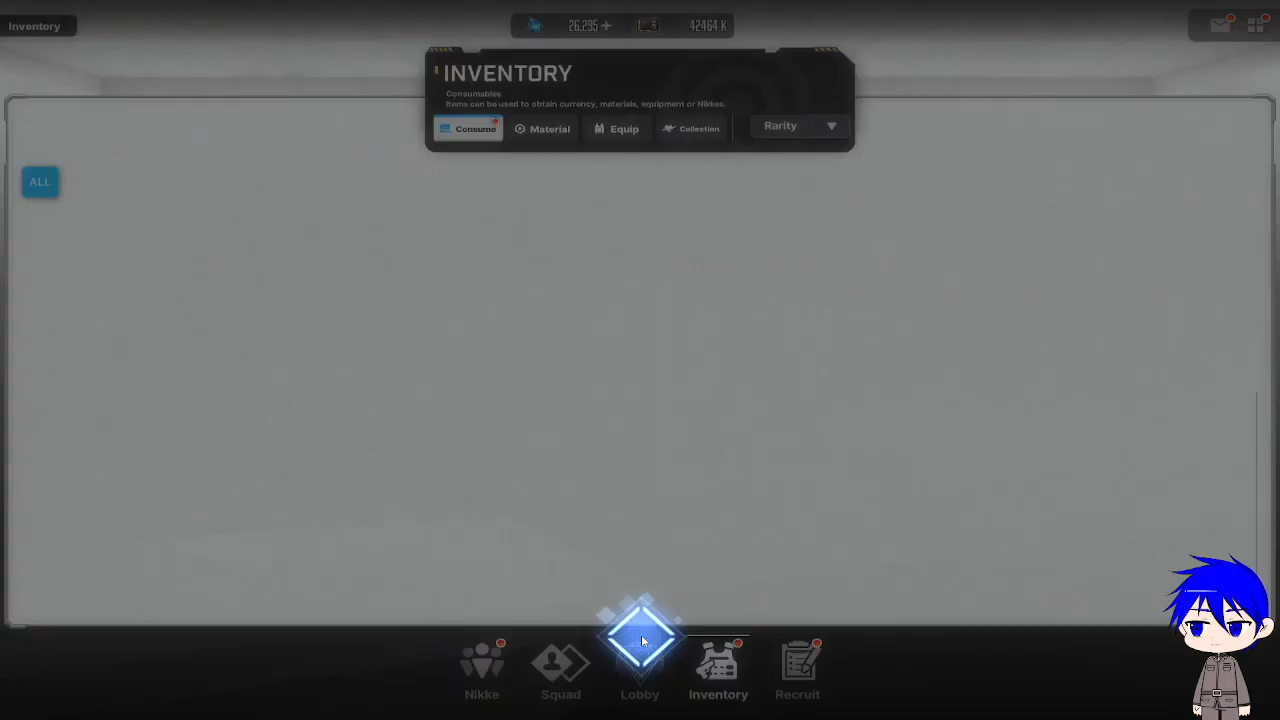 Inventory
26,295 +
42464 K
INVENTORY
Consumables
Items can be used to obtain currency, materials, equipment or Nikkes.
Consume
Material
Equip
Collection
Rarity
ALL
Nikke
Squad
Lobby
Inventory
Recruit